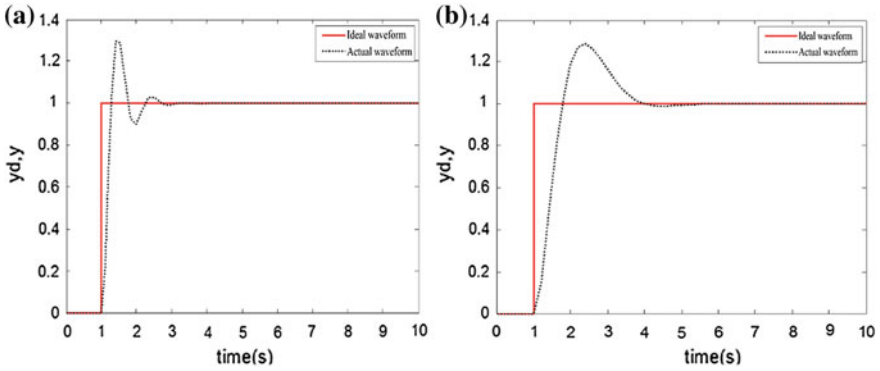 (a)
1.4
1.2
1
0.8
0.6
0.4
0.2
0
yd,y
Ideal waveform
Actual waveform
0 1 2 3 4 5 6 7 8 9 10
time(s)
(b)
1.4
1.2
1
0.8
0.6
0.4
0.2
0
yd,y
Ideal waveform
Actual waveform
0 1 2 3 4 5 6 7 8 9 10
time(s)